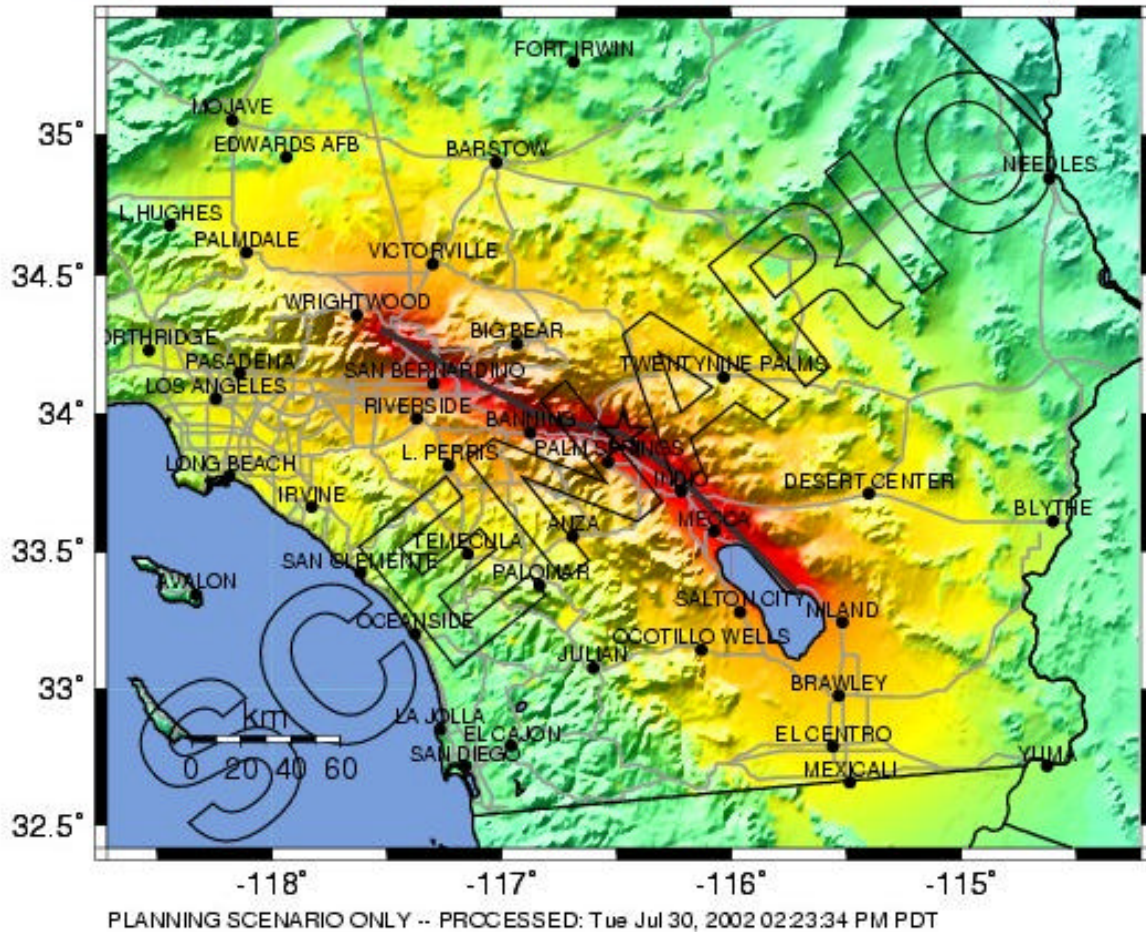 FORT IRWIN
MOJAVE
35°
EDWARDS AFB
BARSTOW
NEEDLES
L.HUGHES
PALMDALE
VICTORVILLE
34.5°
WRIGHTWOOD
BIG BEAR
ORTHRIDGE
PASADENA
TWENTYNINE PALMS
SAN BERNARDINO
LOS ANGELES
34°
RIVERSIDE
BANNING
PALM SPRINGS
L. PERRIS
LONG BEACH
INDIO
DESERT CENTER
IRVINE
BLYTHE
MECCA
ANZA
33.5°
TEMECULA
SAN CLEMENTE
PALOMAR
AVALON
SALTON CITY
NILAND
OCEANSIDE
OCOTILLO WELLS
JULIAN
33°
BRAWLEY
LA JOLLA
km
EL CAJON
EL CENTRO
SAN DIEGO
YUMA
0 20 40 60
MEXICALI
32.5°
SCENARIO
-118° -117° -116° -115°
PLANNING SCENARIO ONLY -- PROCESSED: Tue Jul 30, 2002 02:23:34 PM PDT